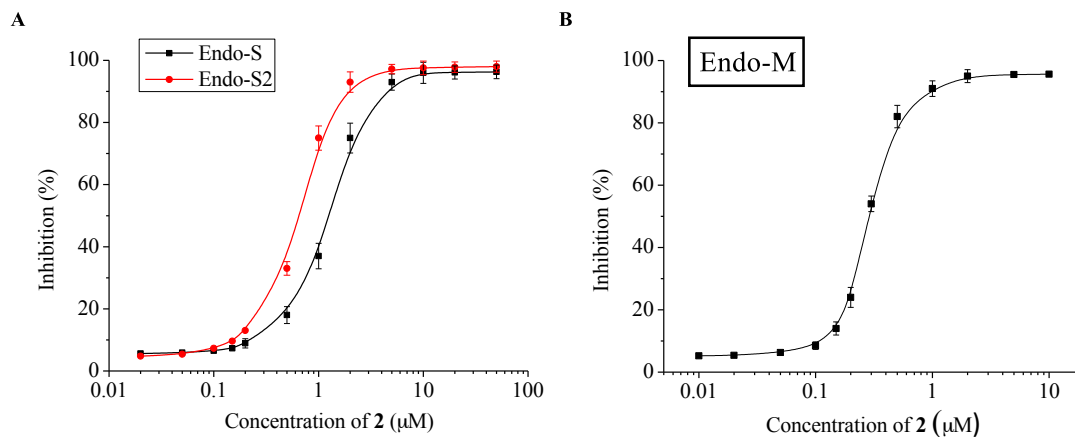 A
Endo-S
Endo-S2
100
80
60
40
20
0
Inhibition (%)
0.01 0.1 1 10 100
Concentration of 2 (μM)
B
Endo-M
100
80
60
40
20
0
Inhibition (%)
0.01 0.1 1 10
Concentration of 2 (μM)